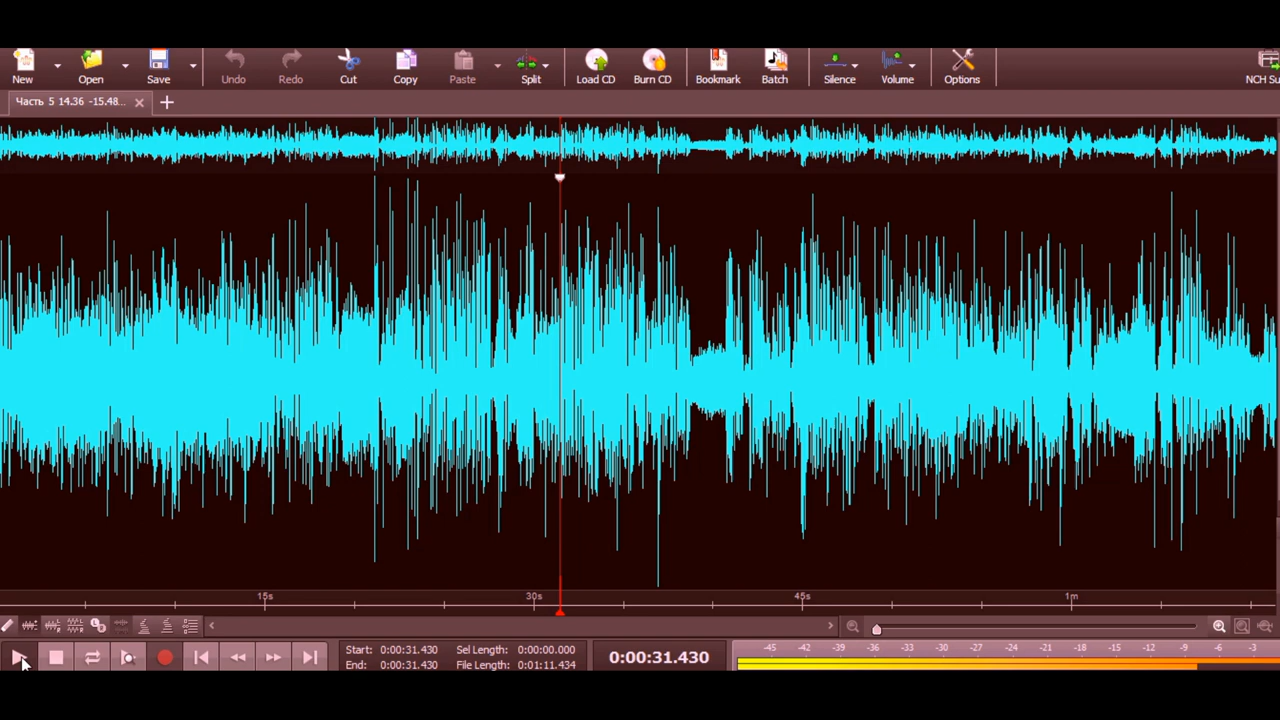 New Open Save Undo Redo Cut Copy Paste Split Load CD Burn CD Bookmark Batch Silence Volume Options NCH Su
Часть 5 14.36 -15.48...
15s 30s 45s 1m
Start: 0:00:31.430 Sel Length: 0:00:00.000
End: 0:00:31.430 File Length: 0:01:11.434
0:00:31.430
-45 -42 -39 -36 -33 -30 -27 -24 -21 -18 -15 -12 -9 -6 -3